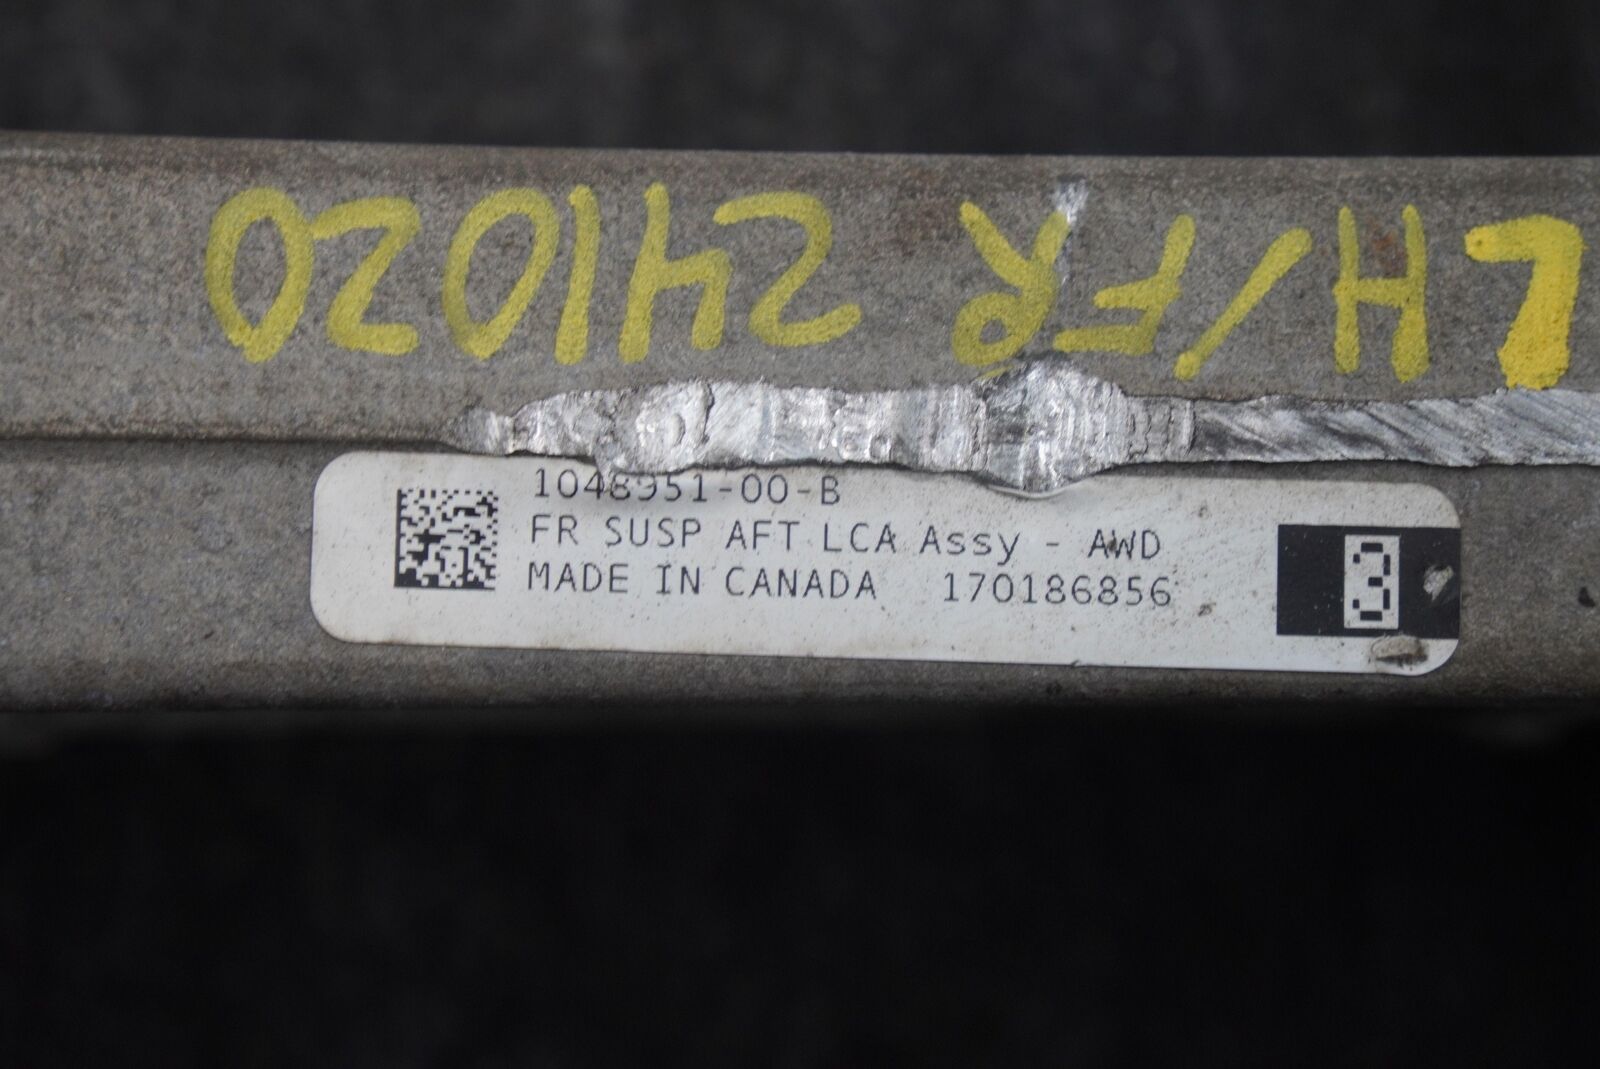 LH/FR 241020
1048951-00-B
FR SUSP AFT LCA Assy - AWD
MADE IN CANADA 170186856
3